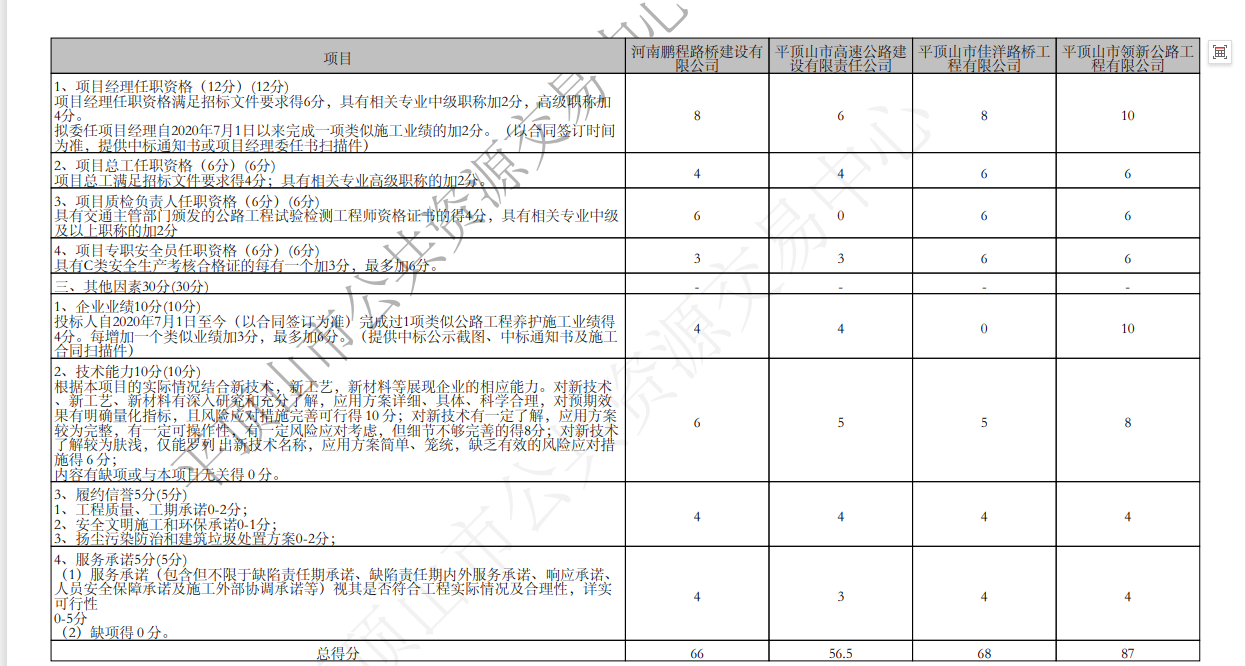 项目
河南鹏程路桥建设有
限公司
平顶山市高速公路建
设有限责任公司
平顶山市佳洋路桥工
程有限公司
平顶山市领新公路工
程有限公司
1、项目经理任职资格（12分）(12分)
项目经理任职资格满足招标文件要求得6分，具有相关专业中级职称加2分，高级职称加
4分。
拟委任项目经理自2020年7月1日以来完成一项类似施工业绩的加2分。（以合同签订时间
为准，提供中标通知书或项目经理委任书扫描件）
8
6
8
10
2、项目总工任职资格（6分）(6分)
项目总工满足招标文件要求得4分；具有相关专业高级职称的加2分。
4
4
6
6
3、项目质检负责人任职资格（6分）(6分)
具有交通主管部门颁发的公路工程试验检测工程师资格证书的得4分，具有相关专业中级
及以上职称的加2分
6
0
6
6
4、项目专职安全员任职资格（6分）(6分)
具有C类安全生产考核合格证的每有一个加3分，最多加6分。
3
3
6
6
三、其他因素30分(30分)
-
-
-
-
1、企业业绩10分(10分)
投标人自2020年7月1日至今（以合同签订为准）完成过1项类似公路工程养护施工业绩得
4分。每增加一个类似业绩加3分，最多加6分。（提供中标公示截图、中标通知书及施工
合同扫描件）
4
4
0
10
2、技术能力10分(10分)
根据本项目的实际情况结合新技术，新工艺，新材料等展现企业的相应能力。对新技术
、新工艺、新材料有深入研究和充分了解，应用方案详细、具体、科学合理，对预期效
果有明确量化指标，且风险应对措施完善可行得 10 分；对新技术有一定了解，应用方案
较为完整，有一定可操作性，有一定风险应对考虑，但细节不够完善的得8分；对新技术
了解较为肤浅，仅能罗列 出新技术名称，应用方案简单、笼统，缺乏有效的风险应对措
施得 6 分；
内容有缺项或与本项目无关得 0 分。
6
5
5
8
3、履约信誉5分(5分)
1、工程质量、工期承诺0-2分；
2、安全文明施工和环保承诺0-1分；
3、扬尘污染防治和建筑垃圾处置方案0-2分；
4
4
4
4
4、服务承诺5分(5分)
（1）服务承诺（包含但不限于缺陷责任期承诺、缺陷责任期内外服务承诺、响应承诺、
人员安全保障承诺及施工外部协调承诺等）视其是否符合工程实际情况及合理性，详实
可行性
0-5分
（2）缺项得 0 分。
4
3
4
4
总得分
66
56.5
68
87
平顶山市公共资源交易中心
平顶山市公共资源交易中心